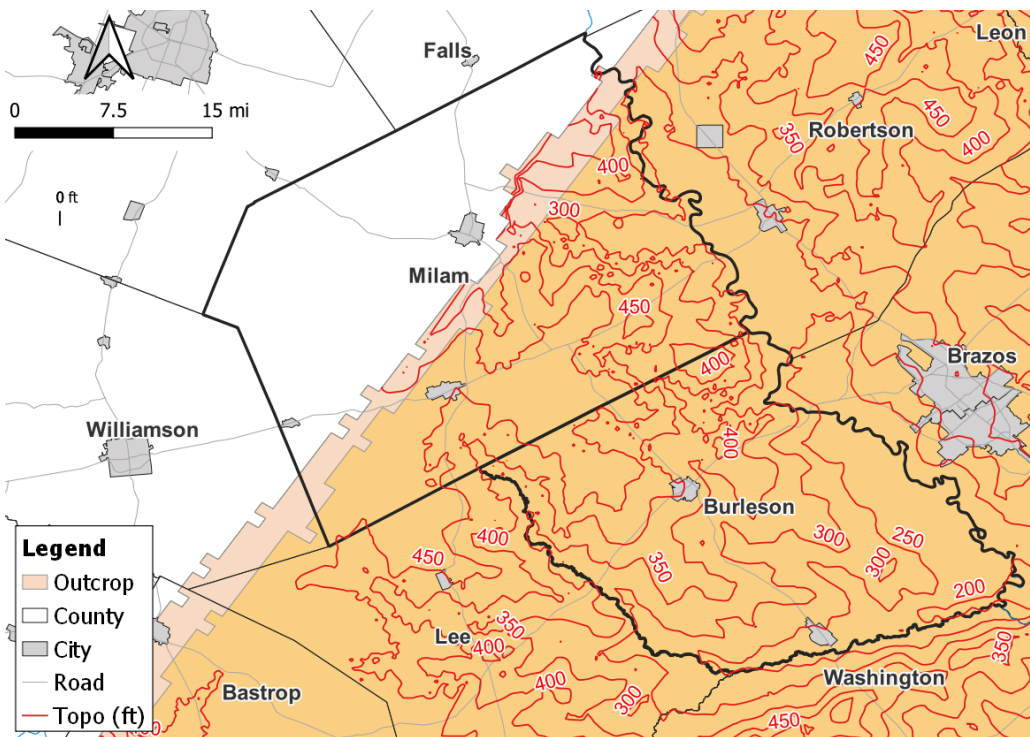 Falls
Leon
450
0 7.5 15 mi
450
350
Robertson
400
400
0 ft
300
Milam
450
Brazos
400
Williamson
400
Burleson
250
300
300
400
450
350
200
Legend
Outcrop
County
City
Road
Topo (ft)
350
Lee
400
350
Washington
400
300
Bastrop
450